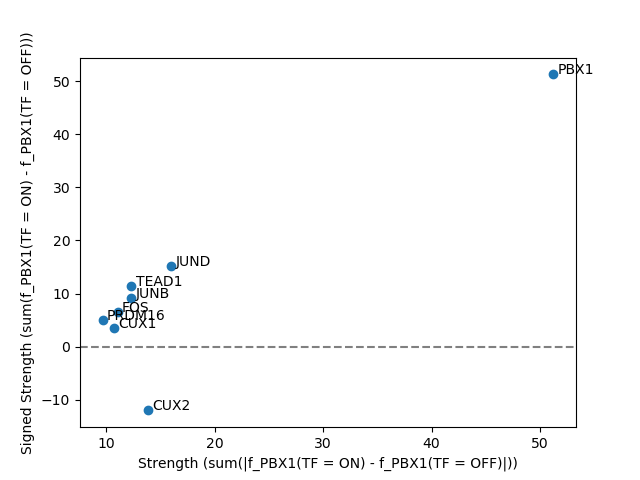 Signed Strength (sum(f_PBX1(TF = ON) - f_PBX1(TF = OFF)))
50
40
30
20
10
0
−10
PBX1
JUND
TEAD1
JUNB
FOS
PRDM16
CUX1
CUX2
10
20
30
40
50
Strength (sum(|f_PBX1(TF = ON) - f_PBX1(TF = OFF)|))